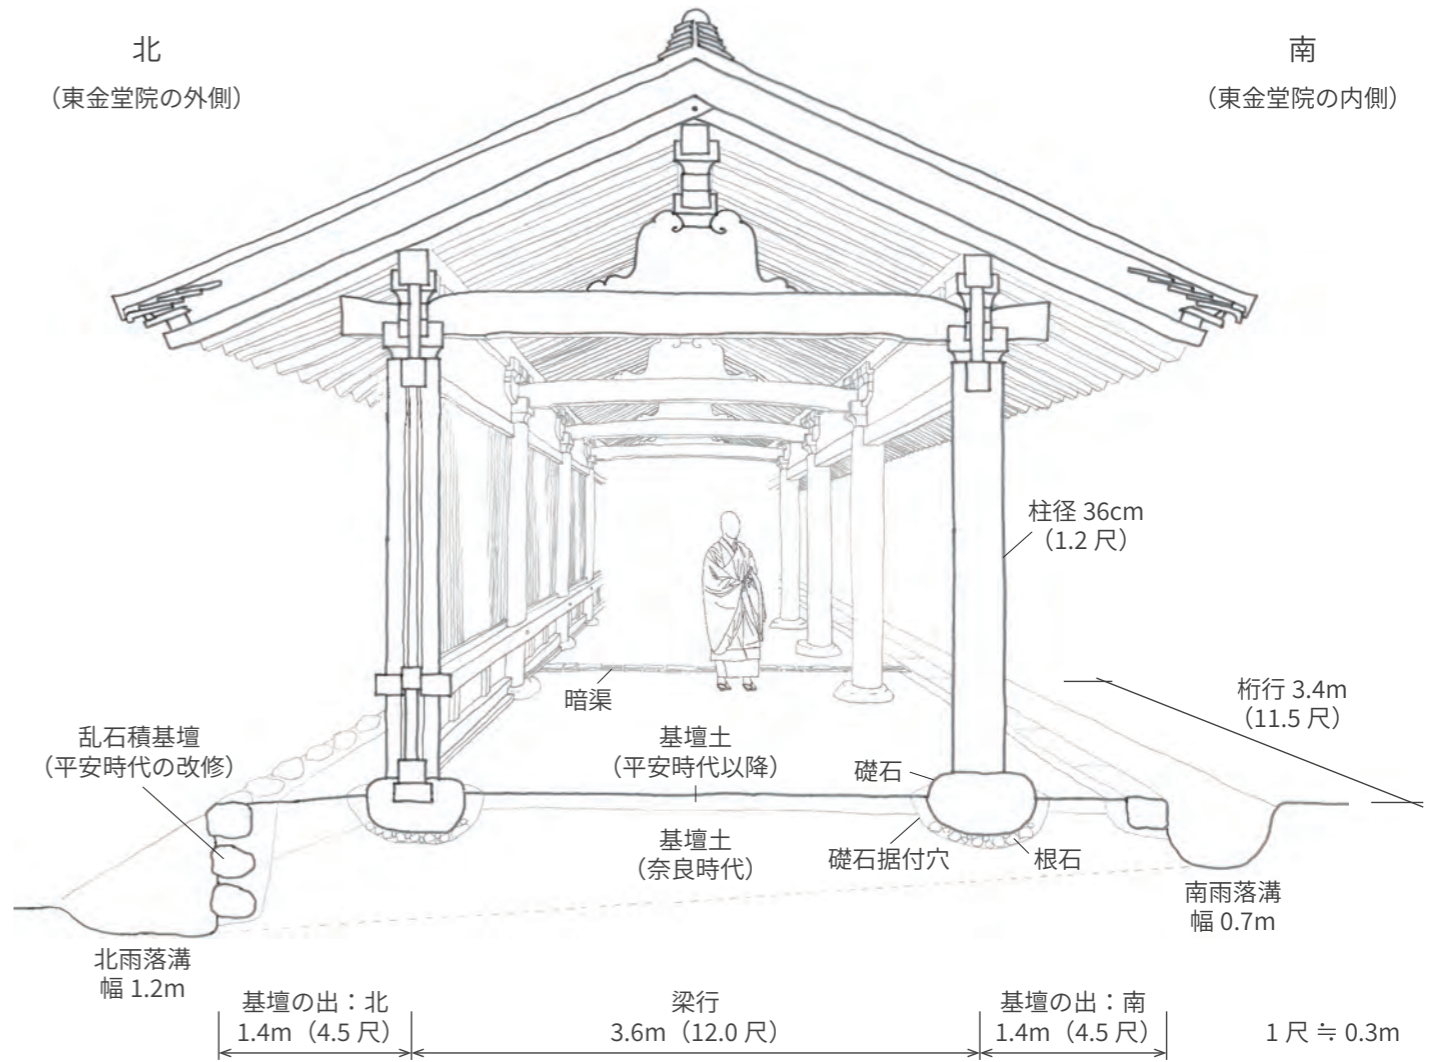 北
（東金堂院の外側）
南
（東金堂院の内側）
柱径 36cm
（1.2 尺）
桁行 3.4m
（11.5 尺）
暗渠
乱石積基壇
（平安時代の改修）
基壇土
（平安時代以降）
礎石
基壇土
（奈良時代）
礎石据付穴
根石
南雨落溝
幅 0.7m
北雨落溝
幅 1.2m
基壇の出：北
1.4m（4.5 尺）
梁行
3.6m（12.0 尺）
基壇の出：南
1.4m（4.5 尺）
1 尺 ≒ 0.3m